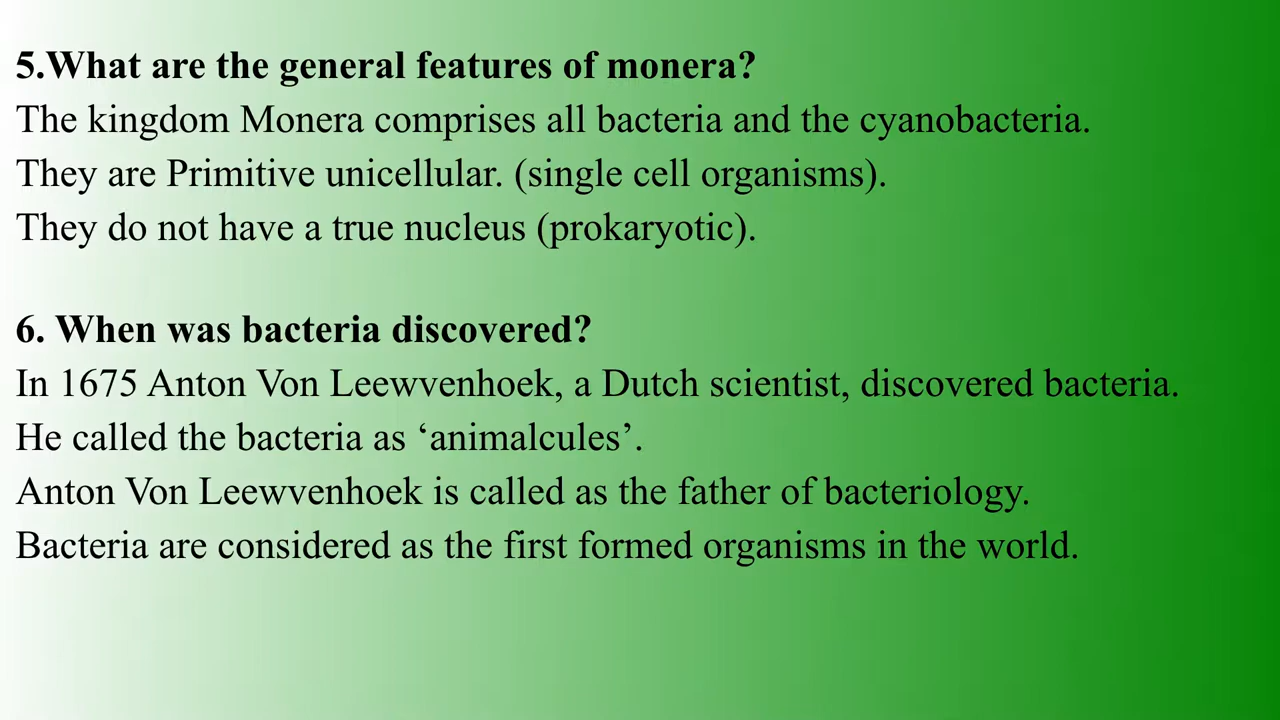 5.What are the general features of monera?
The kingdom Monera comprises all bacteria and the cyanobacteria.
They are Primitive unicellular. (single cell organisms).
They do not have a true nucleus (prokaryotic).
6. When was bacteria discovered?
In 1675 Anton Von Leewvenhoek, a Dutch scientist, discovered bacteria.
He called the bacteria as ‘animalcules’.
Anton Von Leewvenhoek is called as the father of bacteriology.
Bacteria are considered as the first formed organisms in the world.